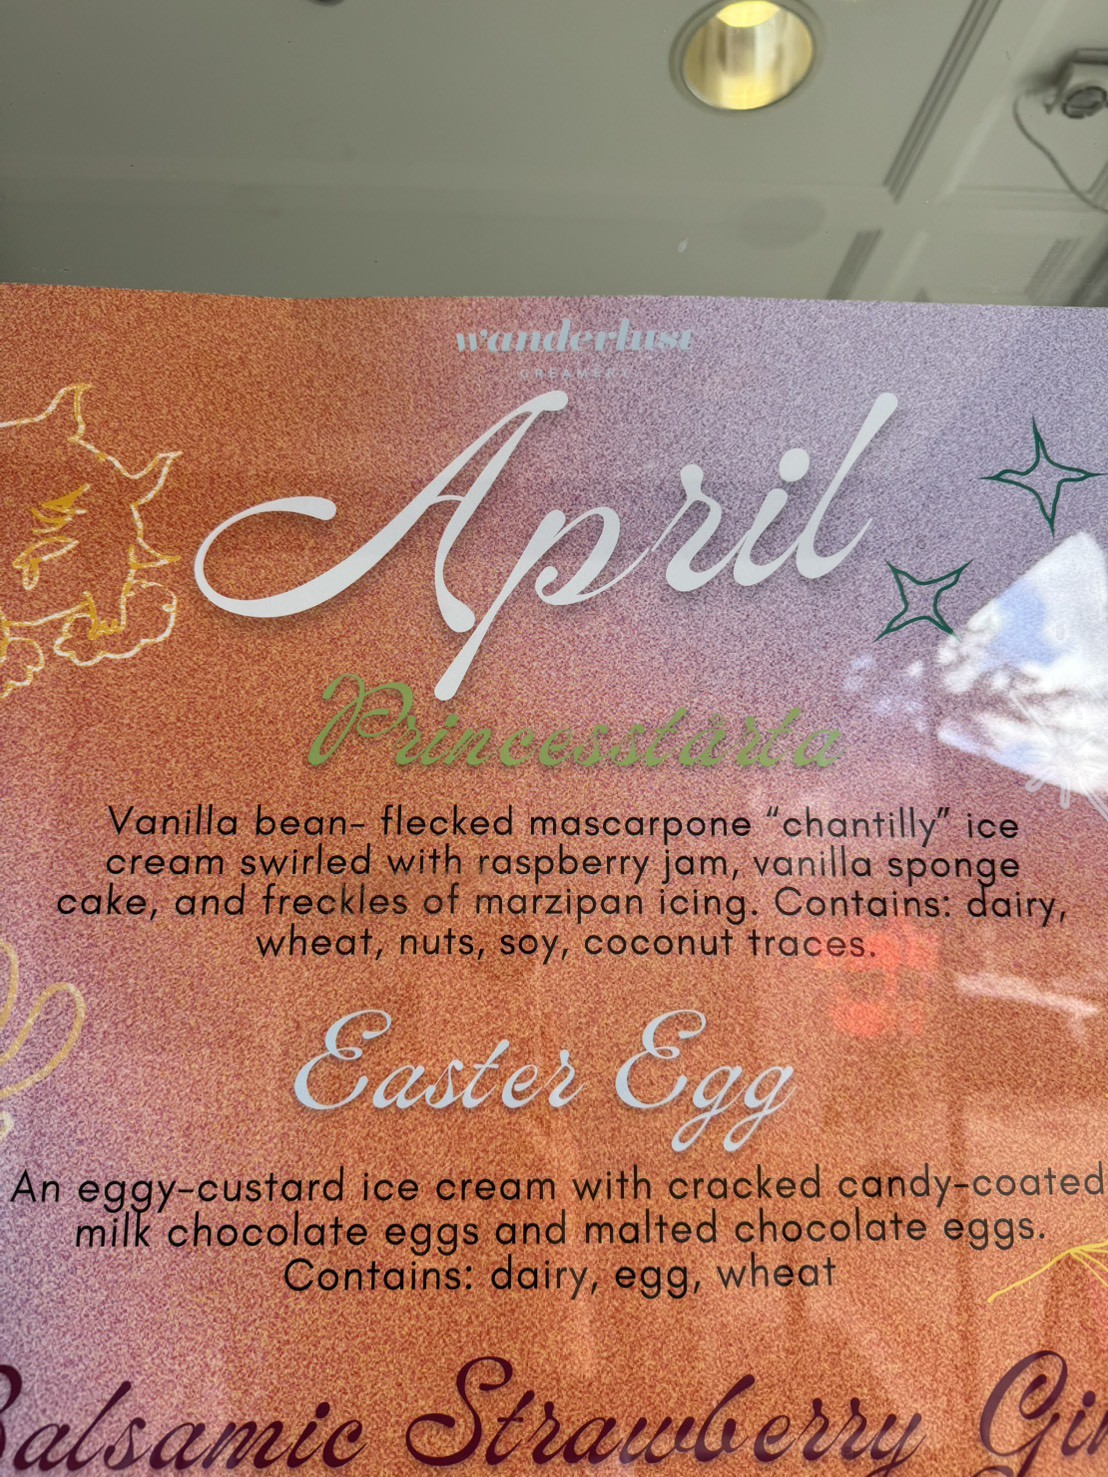 wanderlust
CREAMERY
April
Princesstårta
Vanilla bean- flecked mascarpone “chantilly” ice
cream swirled with raspberry jam, vanilla sponge
cake, and freckles of marzipan icing. Contains: dairy,
wheat, nuts, soy, coconut traces.
Easter Egg
An eggy-custard ice cream with cracked candy-coated
milk chocolate eggs and malted chocolate eggs.
Contains: dairy, egg, wheat
Balsamic Strawberry